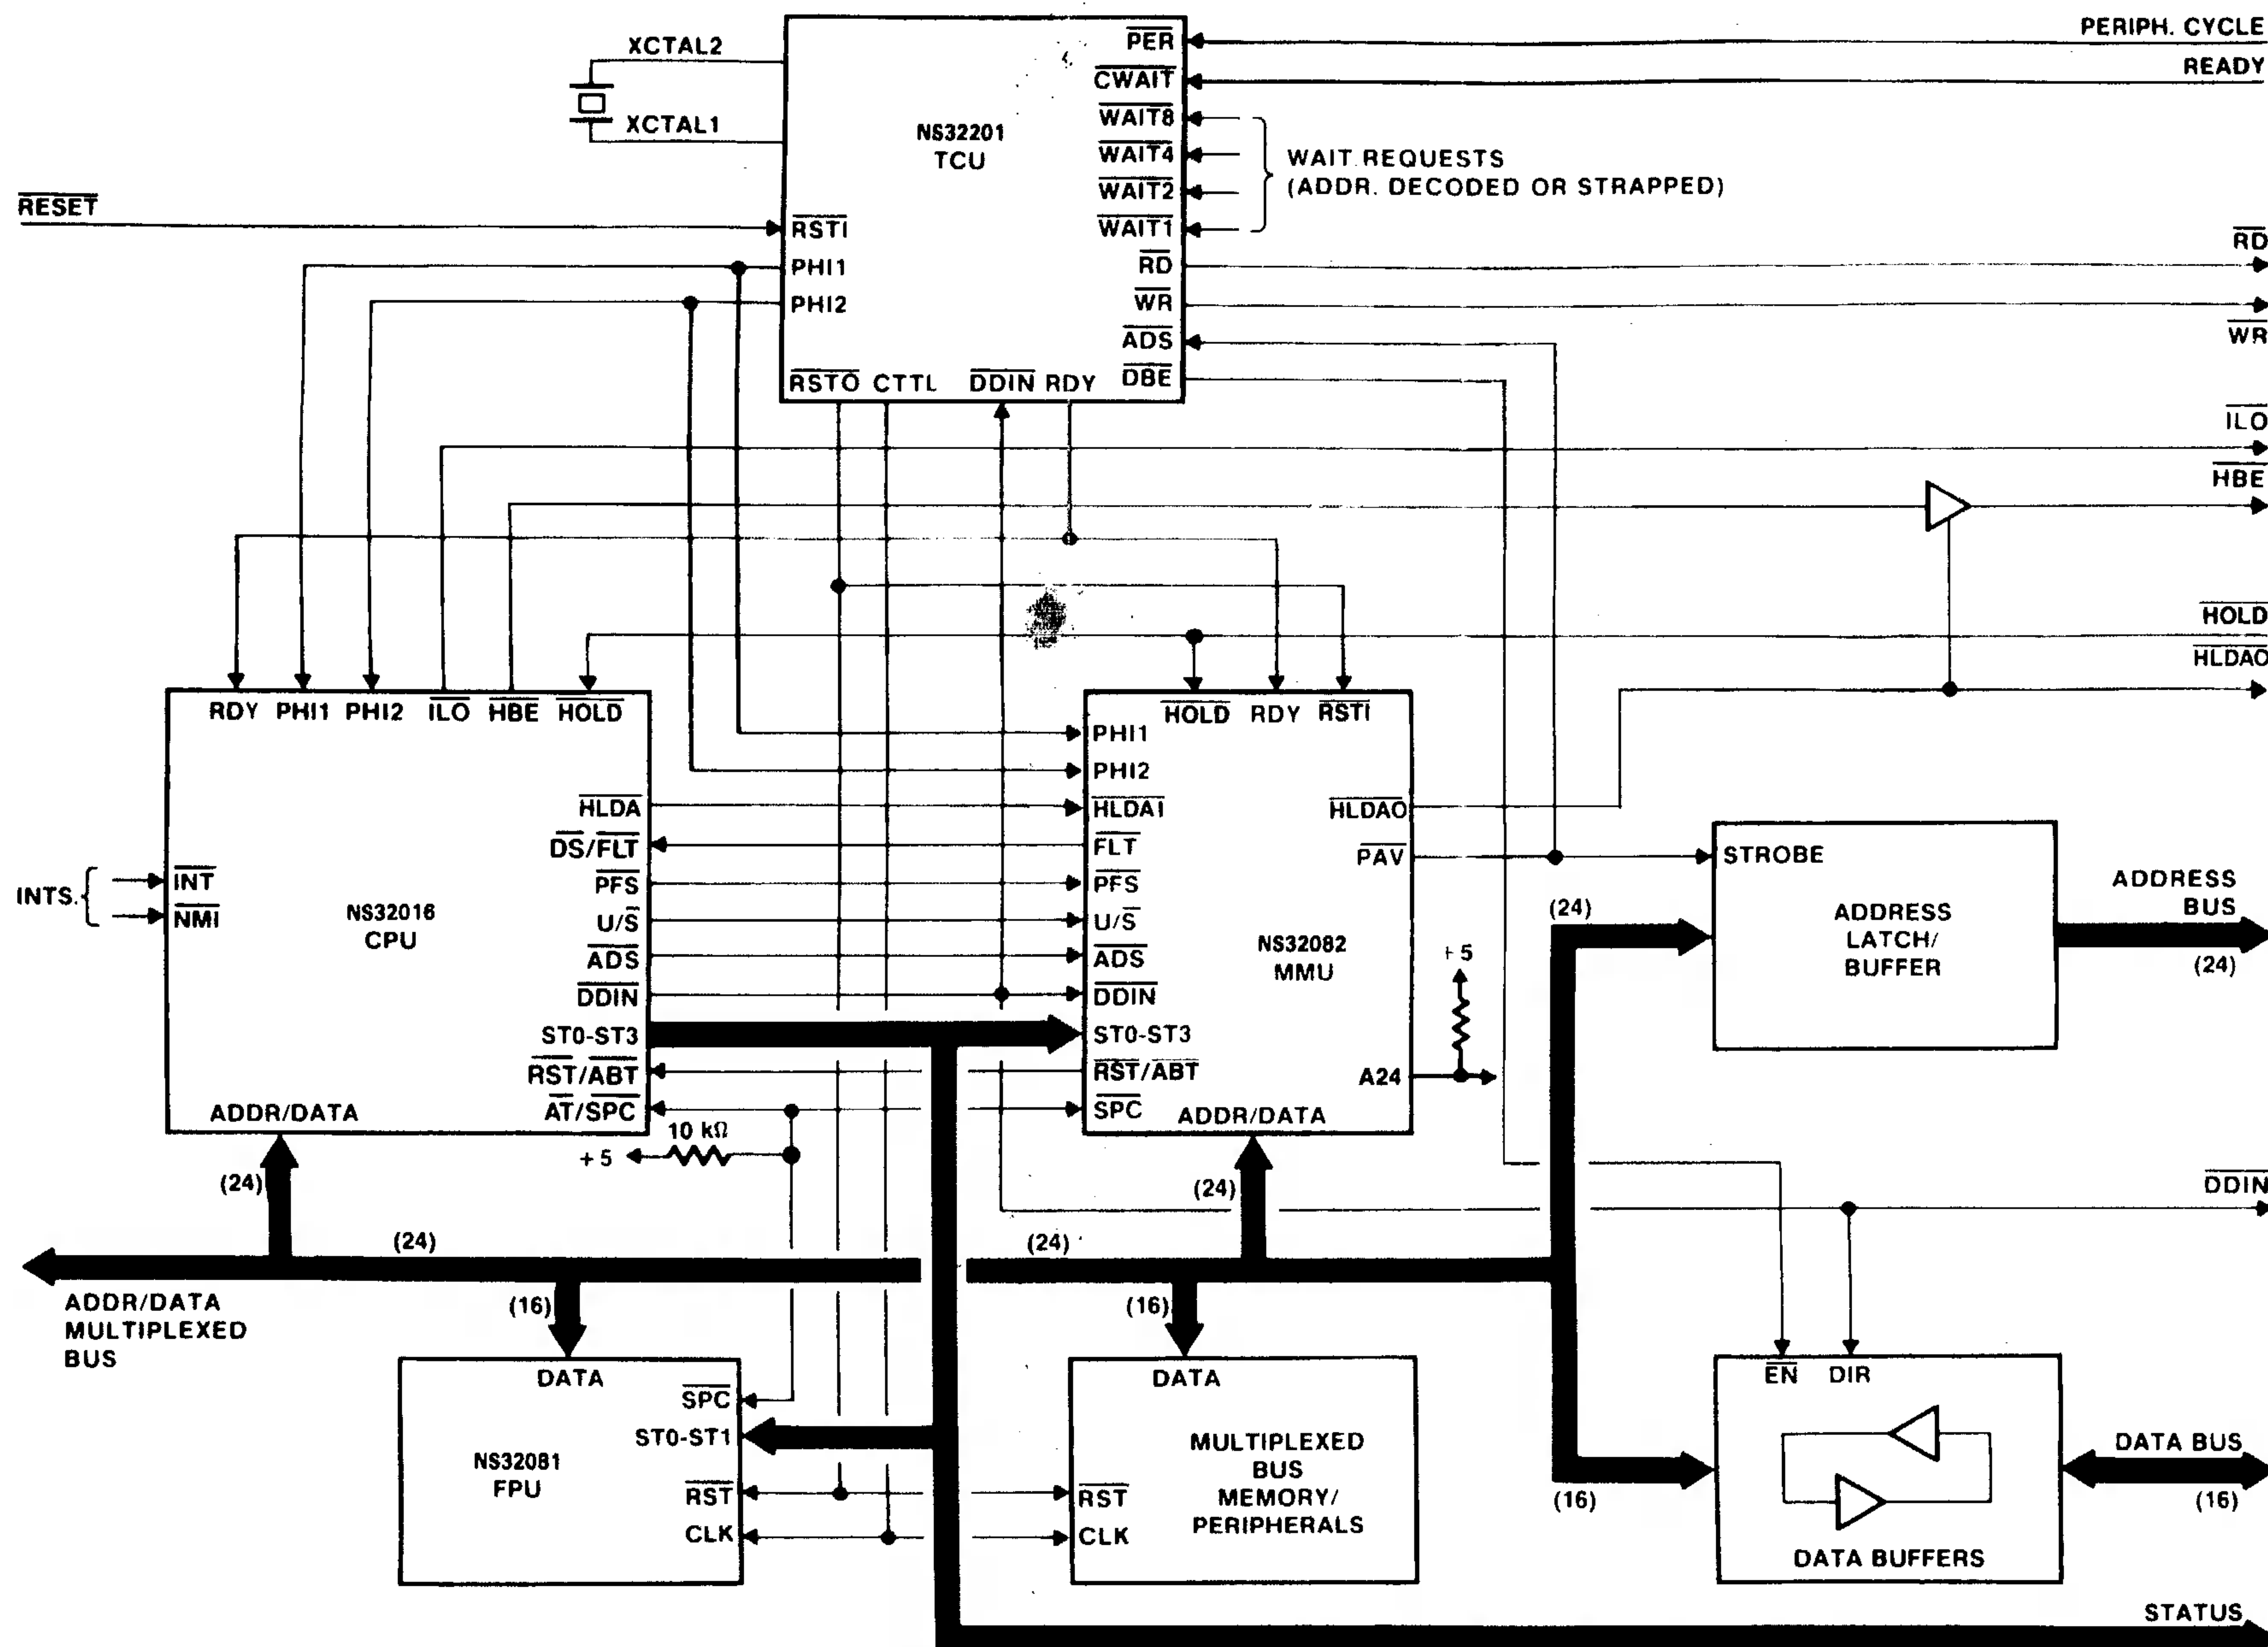 XCTAL2
XCTAL1
NS32201
TCU
PER
CWAIT
WAIT8
WAIT4
WAIT2
WAIT1
RD
WR
ADS
DBE
RSTI
PHI1
PHI2
RSTO CTTL DDIN RDY
PERIPH. CYCLE
READY
WAIT REQUESTS
(ADDR. DECODED OR STRAPPED)
RESET
RD
WR
ILO
HBE
HOLD
HLDAO
RDY PHI1 PHI2 ILO HBE HOLD
HLDA
DS/FLT
PFS
U/S
ADS
DDIN
ST0-ST3
RST/ABT
AT/SPC
INTS.
INT
NMI
NS32016
CPU
ADDR/DATA
HOLD RDY RSTI
PHI1
PHI2
HLDAI
FLT
PFS
U/S
ADS
DDIN
ST0-ST3
RST/ABT
SPC
HLDAO
PAV
NS32082
MMU
A24
ADDR/DATA
+ 5
STROBE
ADDRESS
LATCH/
BUFFER
(24)
ADDRESS
BUS
(24)
10 kΩ
+ 5
(24)
(24)
(24)
(24)
DDIN
ADDR/DATA
MULTIPLEXED
BUS
(16)
(16)
DATA
SPC
ST0-ST1
NS32081
FPU
RST
CLK
DATA
MULTIPLEXED
BUS
MEMORY/
PERIPHERALS
RST
CLK
(16)
EN DIR
DATA BUFFERS
DATA BUS
(16)
STATUS